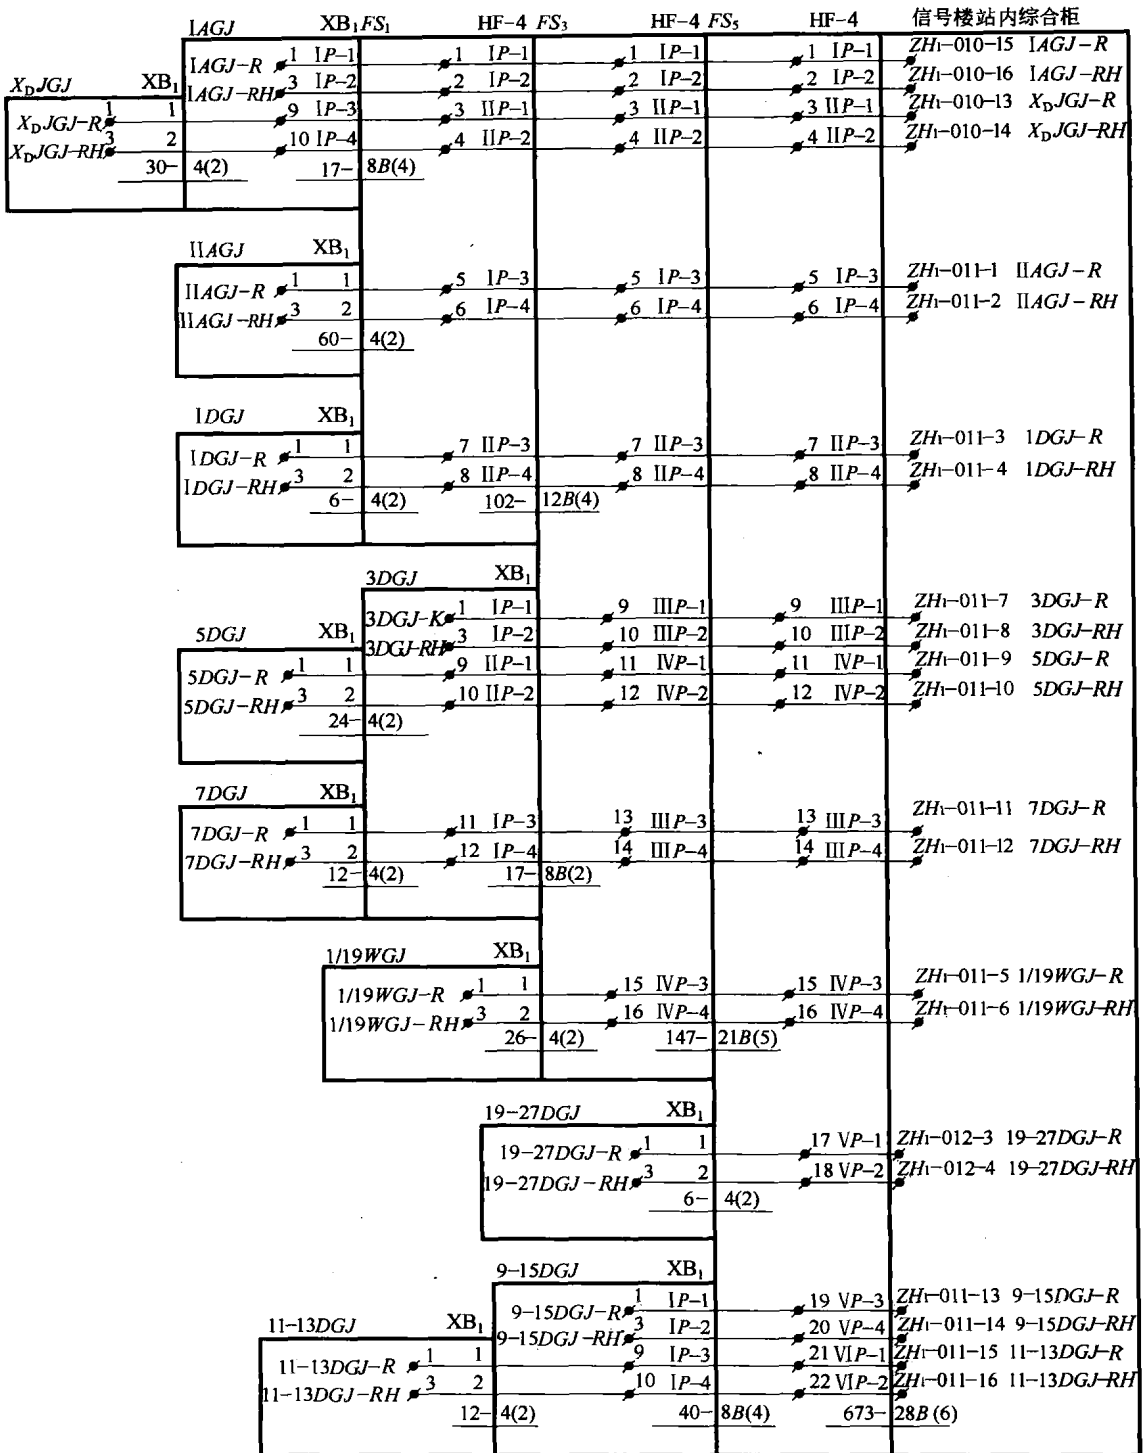 IAGJ XB1 FS1 HF-4 FS3 HF-4 FS5 HF-4 信号楼站内综合柜
IAGJ-R 1 IP-1 1 IP-1 1 IP-1 1 IP-1 ZH1-010-15 IAGJ-R
XDJGJ XB1 IAGJ-RH 3 IP-2 2 IP-2 2 IP-2 2 IP-2 ZH1-010-16 IAGJ-RH
XDJGJ-R 1 1 9 IP-3 3 IIP-1 3 IIP-1 3 IIP-1 ZH1-010-13 XDJGJ-R
XDJGJ-RH 3 2 10 IP-4 4 IIP-2 4 IIP-2 4 IIP-2 ZH1-010-14 XDJGJ-RH
30- 4(2) 17- 8B(4)
IIAGJ XB1
IIAGJ-R 1 1 5 IP-3 5 IP-3 5 IP-3 ZH1-011-1 IIAGJ-R
IIAGJ-RH 3 2 6 IP-4 6 IP-4 6 IP-4 ZH1-011-2 IIAGJ-RH
60- 4(2)
1DGJ XB1
1DGJ-R 1 1 7 IIP-3 7 IIP-3 7 IIP-3 ZH1-011-3 1DGJ-R
1DGJ-RH 3 2 8 IIP-4 8 IIP-4 8 IIP-4 ZH1-011-4 1DGJ-RH
6- 4(2) 102- 12B(4)
3DGJ XB1
3DGJ-K 1 IP-1 9 IIIP-1 9 IIIP-1 ZH1-011-7 3DGJ-R
5DGJ XB1 3DGJ-RH 3 IP-2 10 IIIP-2 10 IIIP-2 ZH1-011-8 3DGJ-RH
5DGJ-R 1 1 9 IIP-1 11 IVP-1 11 IVP-1 ZH1-011-9 5DGJ-R
5DGJ-RH 3 2 10 IIP-2 12 IVP-2 12 IVP-2 ZH1-011-10 5DGJ-RH
24- 4(2)
7DGJ XB1
7DGJ-R 1 1 11 IP-3 13 IIIP-3 13 IIIP-3 ZH1-011-11 7DGJ-R
7DGJ-RH 3 2 12 IP-4 14 IIIP-4 14 IIIP-4 ZH1-011-12 7DGJ-RH
12- 4(2) 17- 8B(2)
1/19WGJ XB1
1/19WGJ-R 1 1 15 IVP-3 15 IVP-3 ZH1-011-5 1/19WGJ-R
1/19WGJ-RH 3 2 16 IVP-4 16 IVP-4 ZH1-011-6 1/19WGJ-RH
26- 4(2) 147- 21B(5)
19-27DGJ XB1
19-27DGJ-R 1 1 17 VP-1 ZH1-012-3 19-27DGJ-R
19-27DGJ-RH 3 2 18 VP-2 ZH1-012-4 19-27DGJ-RH
6- 4(2)
9-15DGJ XB1
9-15DGJ-R 1 IP-1 19 VP-3 ZH1-011-13 9-15DGJ-R
11-13DGJ XB1 9-15DGJ-RH 3 IP-2 20 VP-4 ZH1-011-14 9-15DGJ-RH
11-13DGJ-R 1 1 9 IP-3 21 VIP-1 ZH1-011-15 11-13DGJ-R
11-13DGJ-RH 3 2 10 IP-4 22 VIP-2 ZH1-011-16 11-13DGJ-RH
12- 4(2) 40- 8B(4) 673- 28B(6)